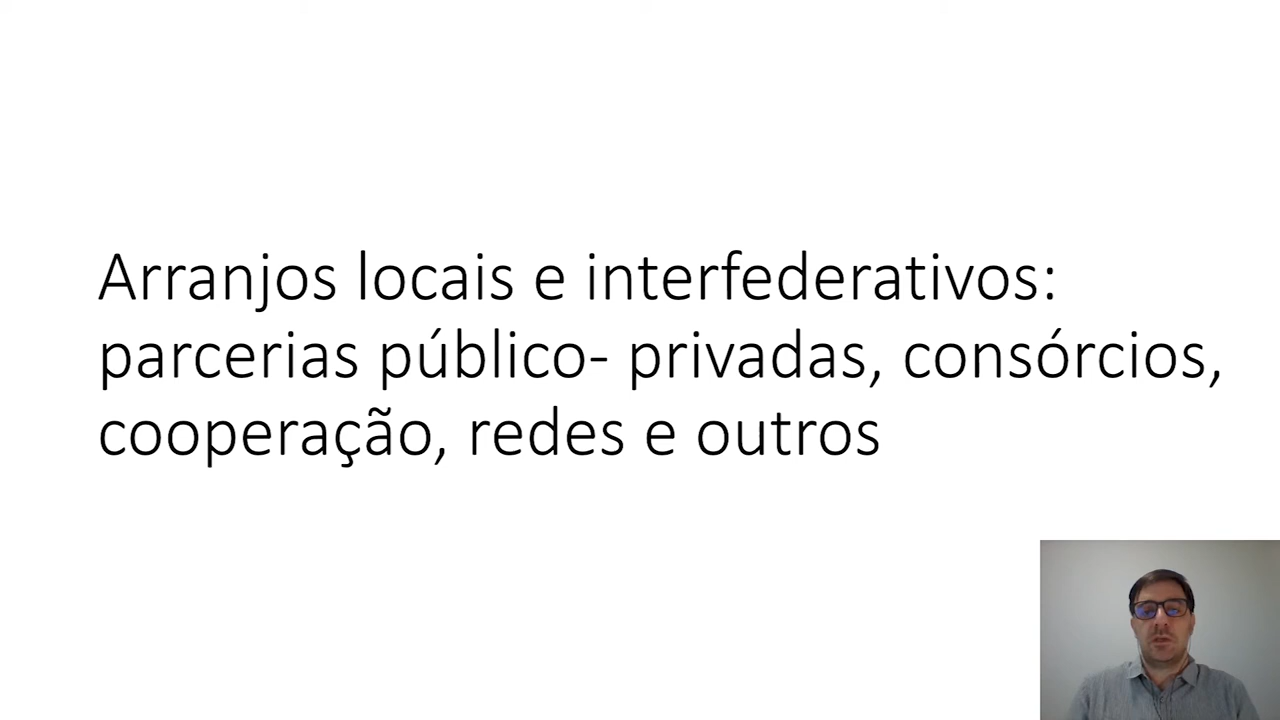 Arranjos locais e interfederativos:
parcerias público- privadas, consórcios,
cooperação, redes e outros